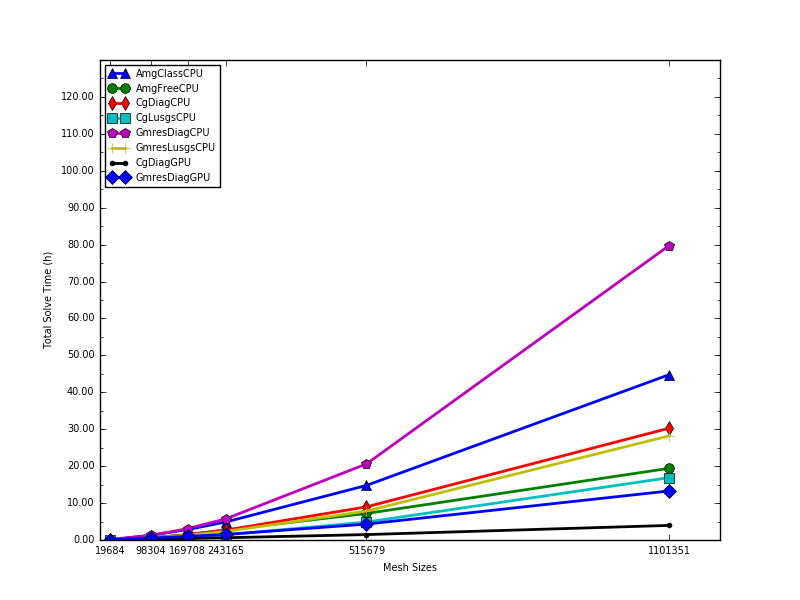 120.00
110.00
100.00
90.00
80.00
70.00
60.00
50.00
40.00
30.00
20.00
10.00
0.00
Total Solve Time (h)
AmgClassCPU
AmgFreeCPU
CgDiagCPU
CgLusgsCPU
GmresDiagCPU
GmresLusgsCPU
CgDiagGPU
GmresDiagGPU
19684 98304 169708 243165 515679 1101351
Mesh Sizes